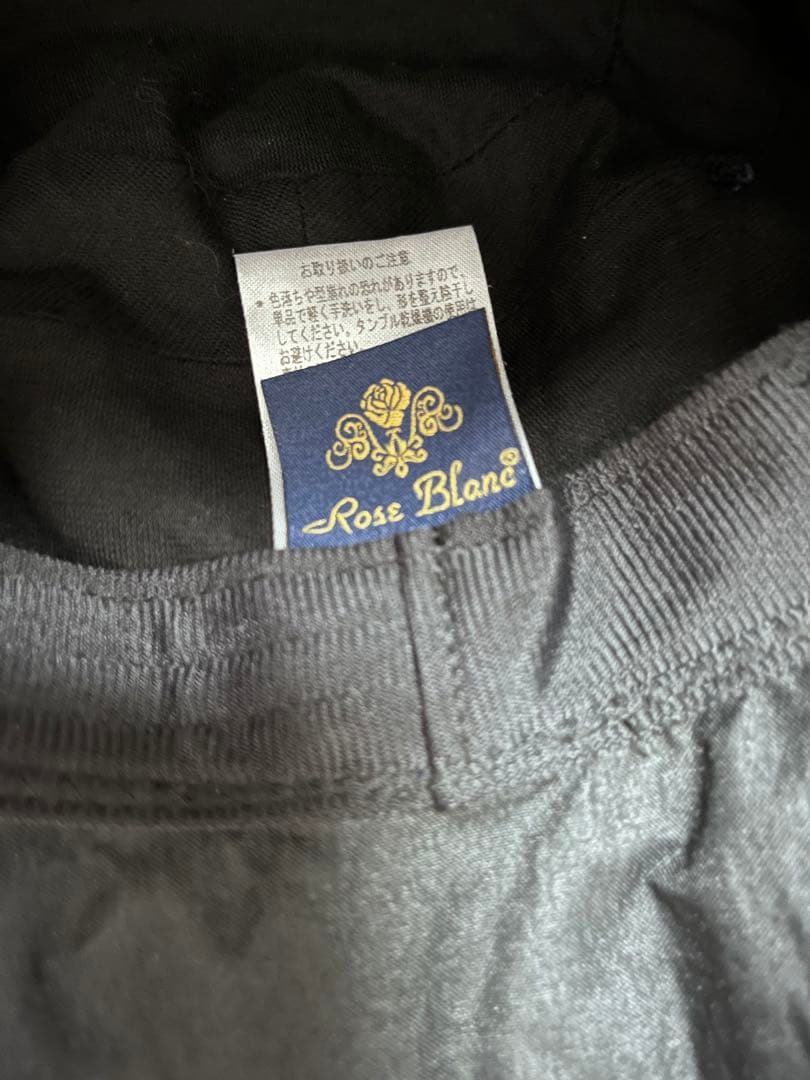 お取り扱いのご注意
＊色落ちや型崩れの恐れがありますので、
単品で軽く手洗いをし、形を整え陰干し
してください。タンブル乾燥機の使用は
お避けください。
Rose Blanc